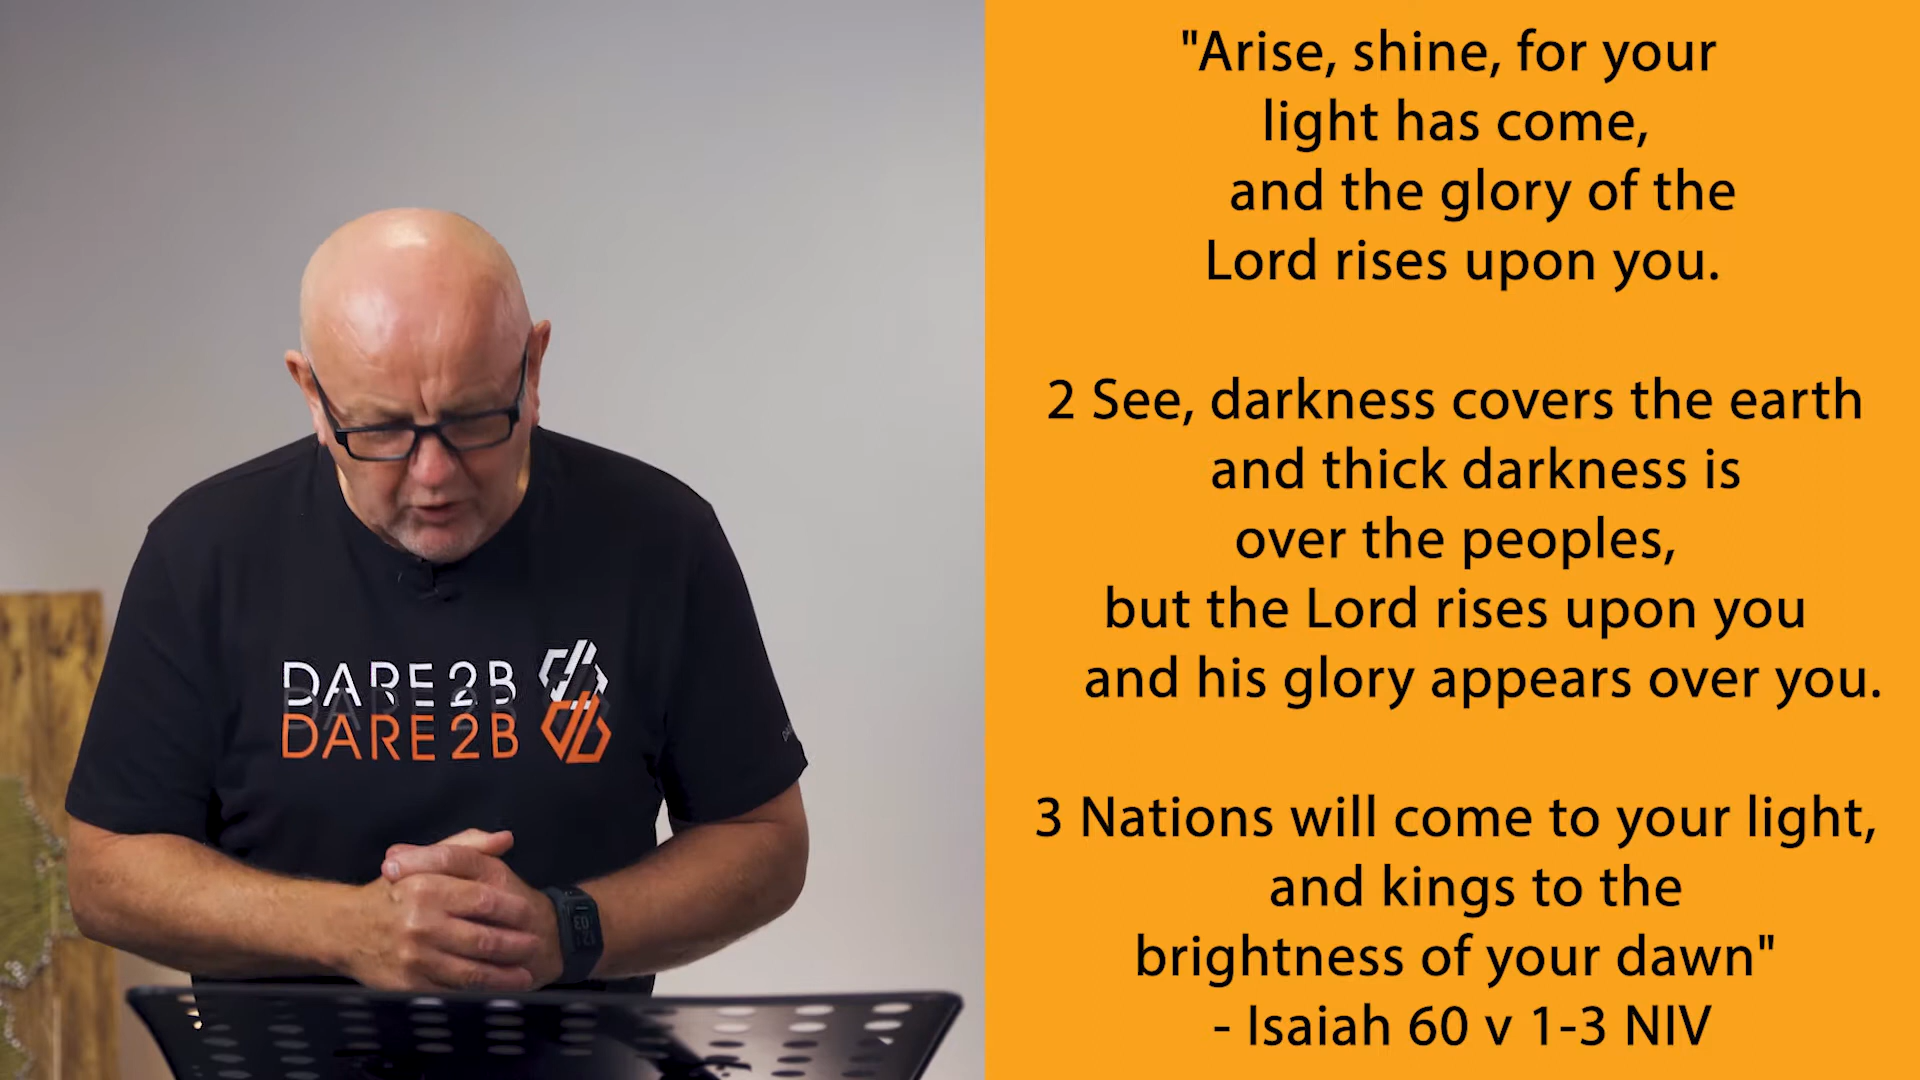 "Arise, shine, for your
light has come,
and the glory of the
Lord rises upon you.
2 See, darkness covers the earth
and thick darkness is
over the peoples,
but the Lord rises upon you
and his glory appears over you.
3 Nations will come to your light,
and kings to the
brightness of your dawn"
- Isaiah 60 v 1-3 NIV
DARE2B
DARE2B